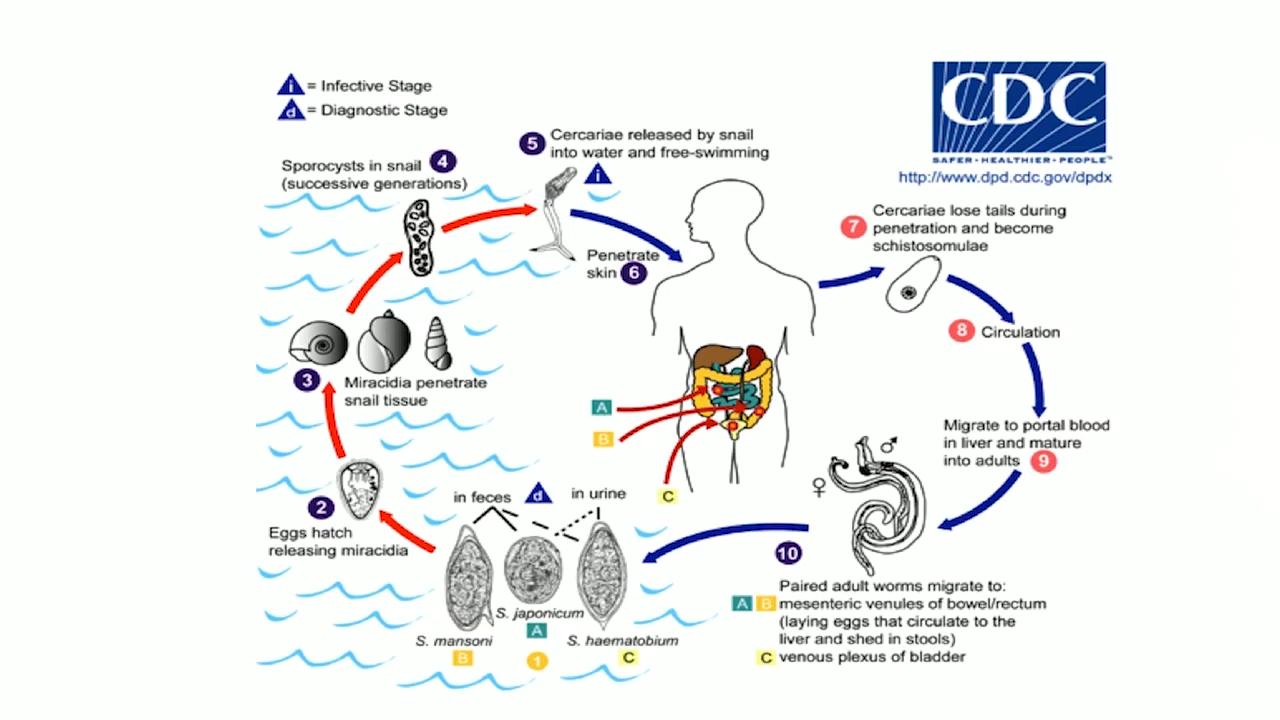 i = Infective Stage
d = Diagnostic Stage
CDC
SAFER·HEALTHIER·PEOPLE™
http://www.dpd.cdc.gov/dpdx
Sporocysts in snail 4
(successive generations)
5 Cercariae released by snail
into water and free-swimming
i
Penetrate
skin 6
7 Cercariae lose tails during
penetration and become
schistosomulae
8 Circulation
Migrate to portal blood
in liver and mature
into adults 9
3 Miracidia penetrate
snail tissue
A
B
C
♂
♀
2
Eggs hatch
releasing miracidia
in feces d in urine
S. mansoni
B
S. japonicum
A
1
S. haematobium
C
10
Paired adult worms migrate to:
A B mesenteric venules of bowel/rectum
(laying eggs that circulate to the
liver and shed in stools)
C venous plexus of bladder